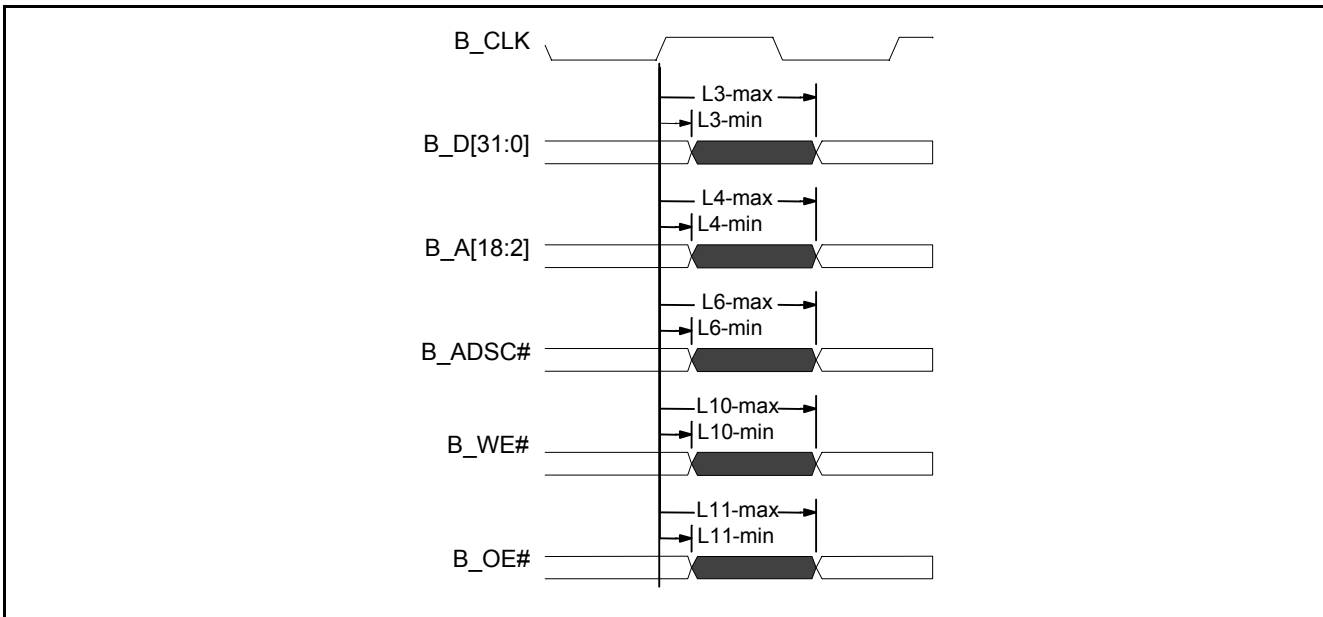 B_CLK
L3-max
L3-min
B_D[31:0]
L4-max
L4-min
B_A[18:2]
L6-max
L6-min
B_ADSC#
L10-max
L10-min
B_WE#
L11-max
L11-min
B_OE#